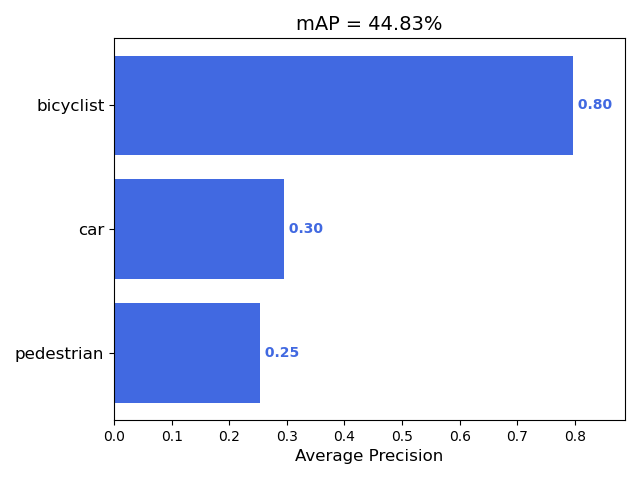 mAP = 44.83%
bicyclist
0.80
car
0.30
pedestrian
0.25
0.0 0.1 0.2 0.3 0.4 0.5 0.6 0.7 0.8
Average Precision